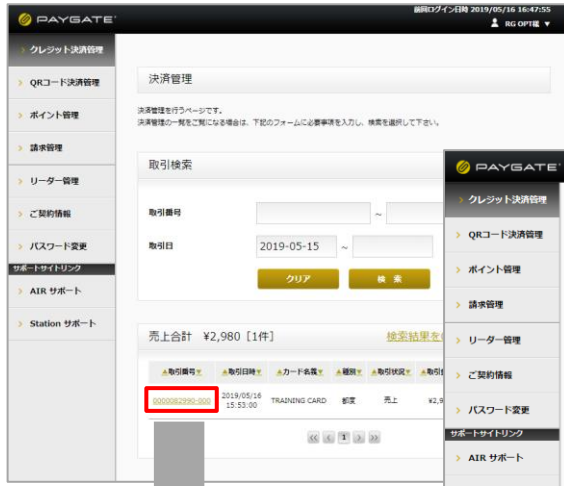 前回ログイン日時 2019/05/16 16:47:55
PAYGATE
RG OPT様 ▼
クレジット決済管理
QRコード決済管理
ポイント管理
請求管理
リーダー管理
ご契約情報
パスワード変更
サポートサイトリンク
AIR サポート
Station サポート
決済管理
決済管理を行うページです。
決済管理の一覧をご覧になる場合は、下記のフォームに必要事項を入力し、検索を選択して下さい。
取引検索
取引番号 ~
取引日 2019-05-15 ~
クリア 検 索
売上合計 ¥2,980 [1件] 検索結果を
▲取引番号▼ ▲取引日時▼ ▲カード名義▼ ▲種別▼ ▲取引状況▼ ▲取引
0000082990-000 2019/05/16 15:53:00 TRAINING CARD 都度 売上 ¥2,9
<< < 1 > >>
PAYGATE
クレジット決済管理
QRコード決済管理
ポイント管理
請求管理
リーダー管理
ご契約情報
パスワード変更
サポートサイトリンク
AIR サポート